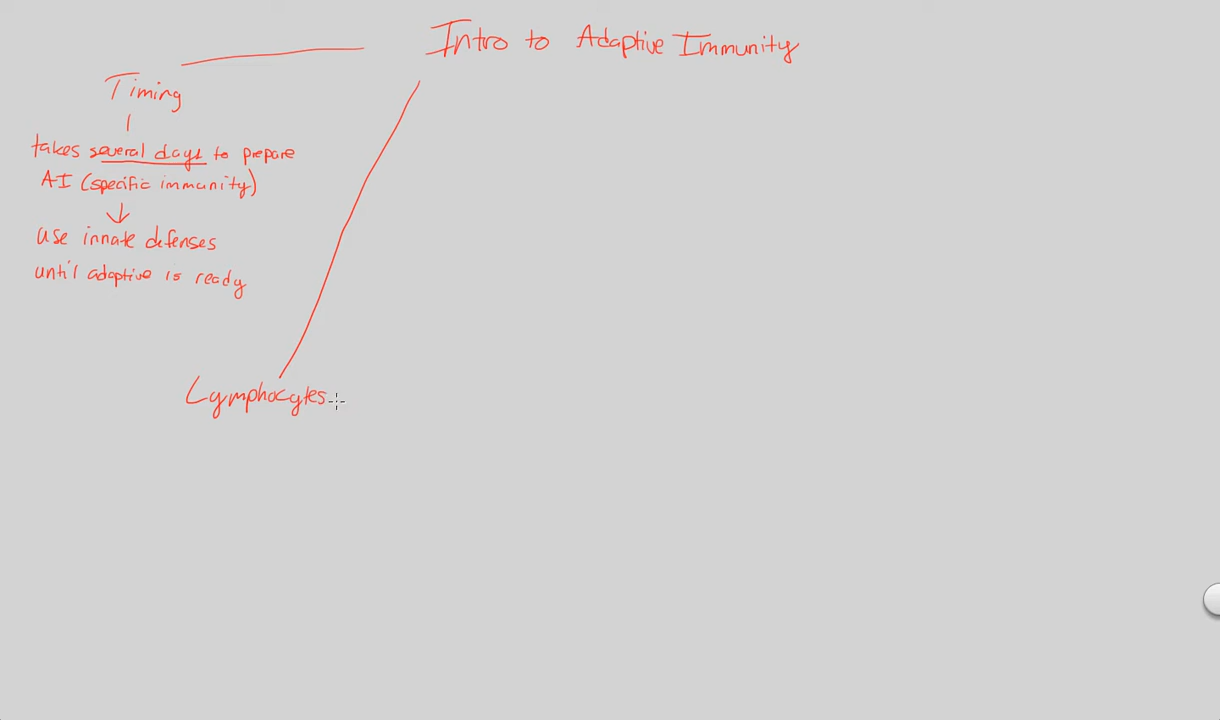 Intro to Adaptive Immunity
Timing
takes several days to prepare
AI (specific immunity)
use innate defenses
until adaptive is ready
Lymphocytes